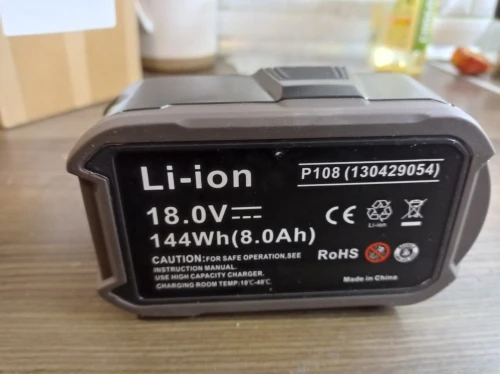 Li-ion
P108 (130429054)
18.0V
144Wh(8.0Ah)
CE
Li-ion
CAUTION:FOR SAFE OPERATION,SEE
INSTRUCTION MANUAL.
USE HIGH CAPACITY CHARGER.
CHARGING ROOM TEMP:10℃-40℃
RoHS
Made in China